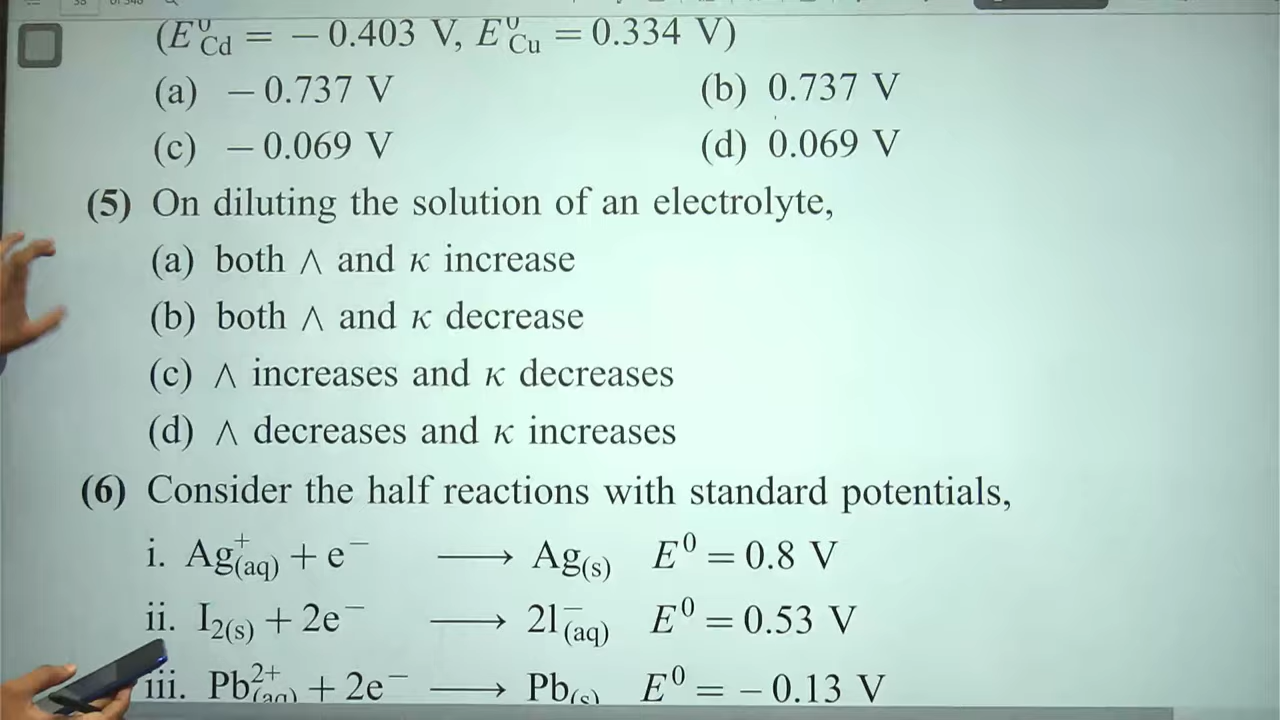 (E⁰Cd = − 0.403 V, E⁰Cu = 0.334 V)
(a) − 0.737 V (b) 0.737 V
(c) − 0.069 V (d) 0.069 V
(5) On diluting the solution of an electrolyte,
(a) both ∧ and κ increase
(b) both ∧ and κ decrease
(c) ∧ increases and κ decreases
(d) ∧ decreases and κ increases
(6) Consider the half reactions with standard potentials,
i. Ag⁺(aq) + e⁻ ⟶ Ag(s) E⁰ = 0.8 V
ii. I₂(s) + 2e⁻ ⟶ 2l⁻(aq) E⁰ = 0.53 V
iii. Pb²⁺(aq) + 2e⁻ ⟶ Pb(s) E⁰ = − 0.13 V